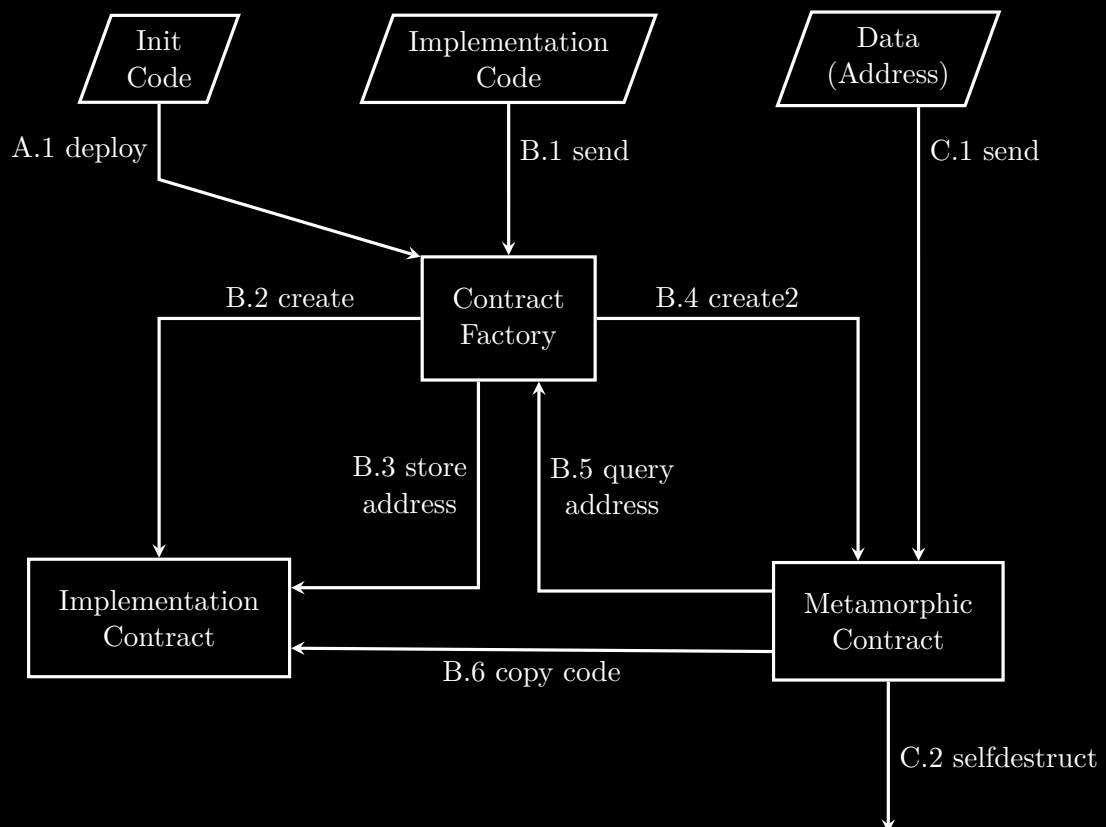 Init
Code
Implementation
Code
Data
(Address)
A.1 deploy
B.1 send
C.1 send
B.2 create
Contract
Factory
B.4 create2
B.3 store
address
B.5 query
address
Implementation
Contract
Metamorphic
Contract
B.6 copy code
C.2 selfdestruct